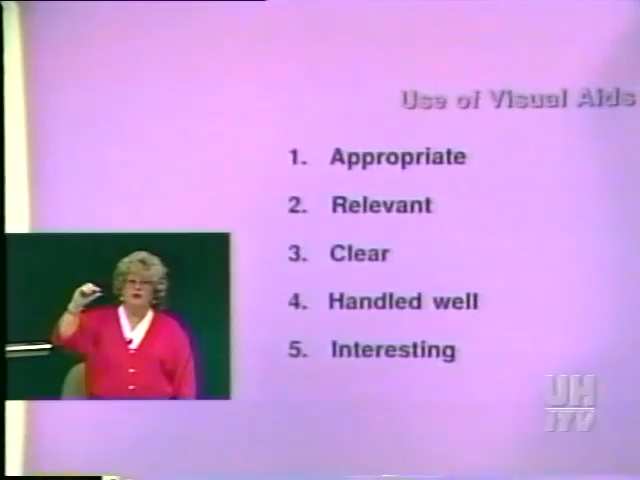 Use of Visual Aids
1. Appropriate
2. Relevant
3. Clear
4. Handled well
5. Interesting
UH
ITV